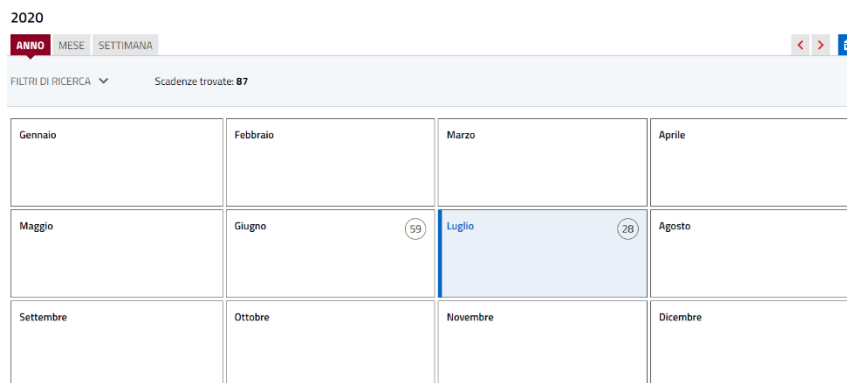 2020
ANNO MESE SETTIMANA
FILTRI DI RICERCA Scadenze trovate: 87
Gennaio Febbraio Marzo Aprile
Maggio Giugno 59 Luglio 28 Agosto
Settembre Ottobre Novembre Dicembre